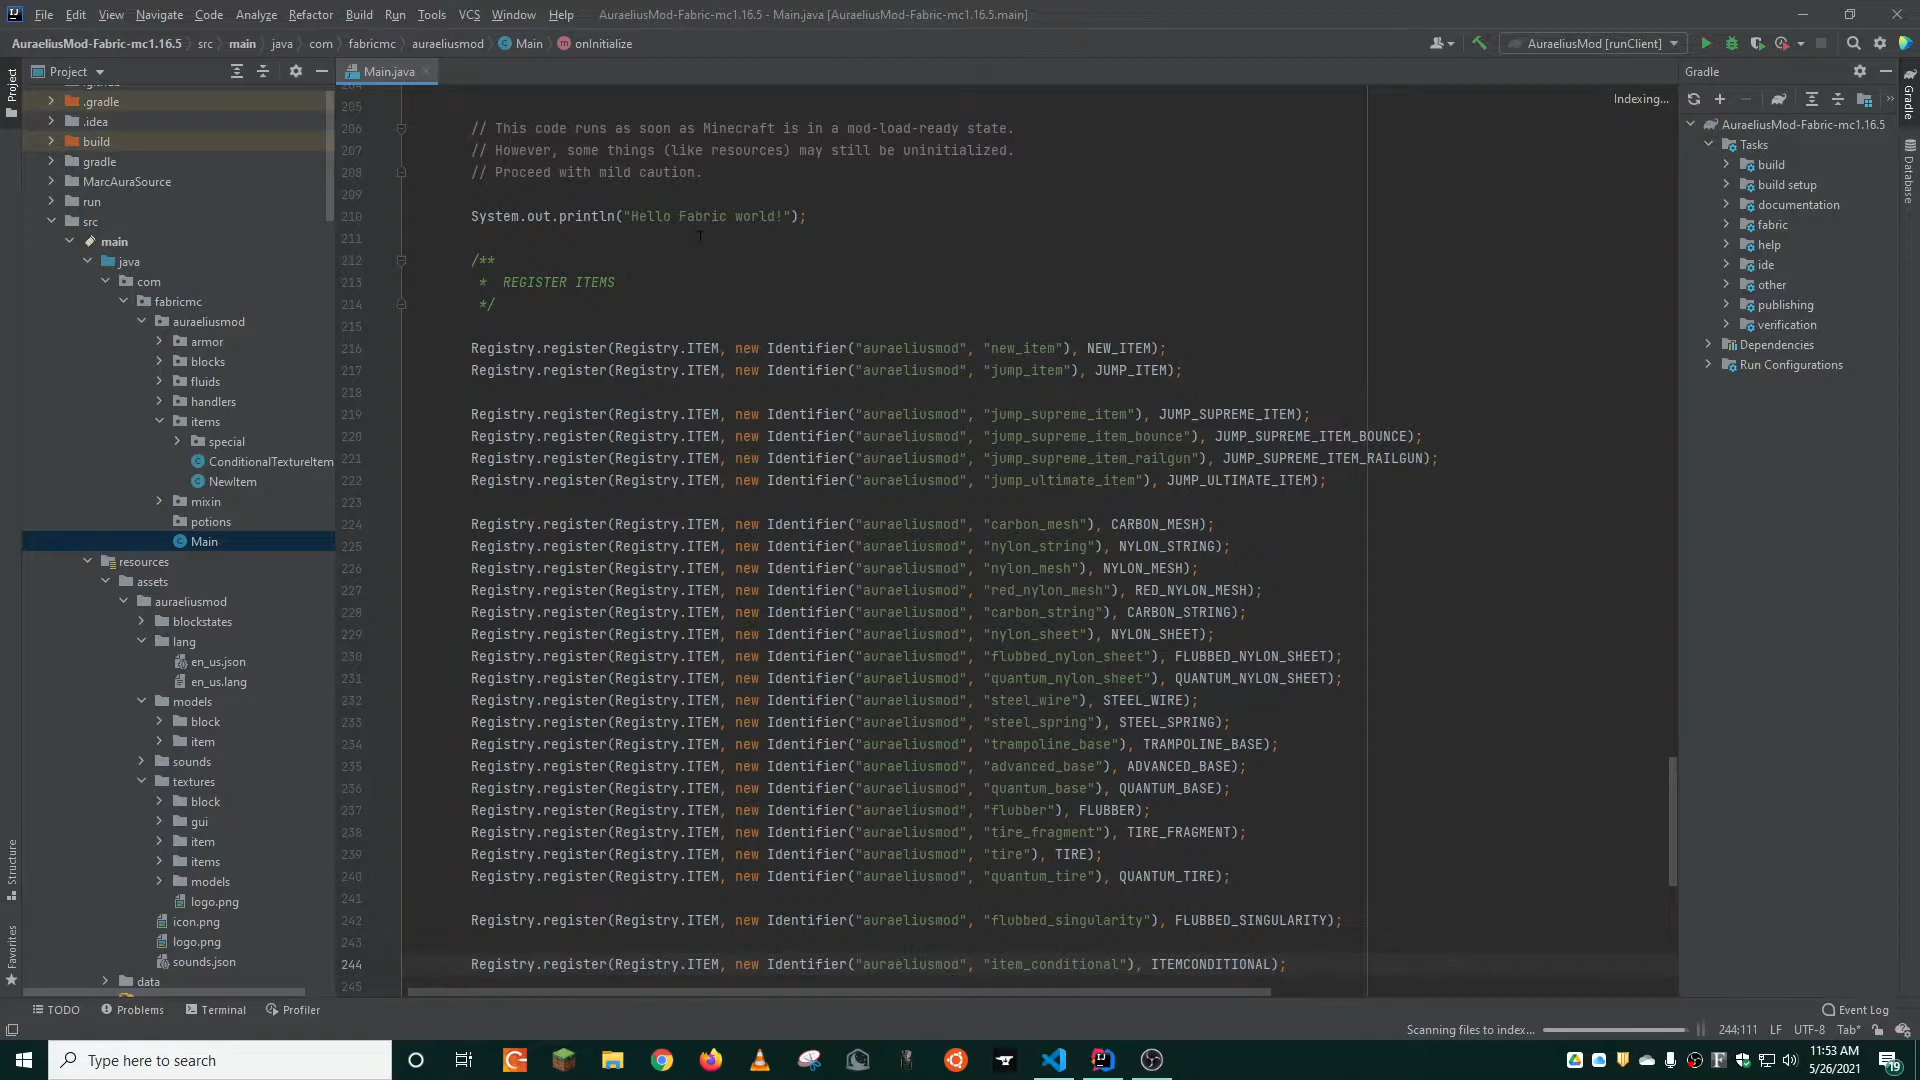 File Edit View Navigate Code Analyze Refactor Build Run Tools VCS Window Help AuraeliusMod-Fabric-mc1.16.5 - Main.java [AuraeliusMod-Fabric-mc1.16.5.main]
AuraeliusMod-Fabric-mc1.16.5 src main java com fabricmc auraeliusmod Main onInitialize
AuraeliusMod [runClient]
Project
Main.java
Gradle
Indexing...
Project
.gradle
.idea
build
gradle
MarcAuraSource
run
src
main
java
com
fabricmc
auraeliusmod
armor
blocks
fluids
handlers
items
special
ConditionalTextureItem
NewItem
mixin
potions
Main
resources
assets
auraeliusmod
blockstates
lang
en_us.json
en_us.lang
models
block
item
sounds
textures
block
gui
item
items
models
logo.png
icon.png
logo.png
sounds.json
data
Structure
Favorites
205
206 // This code runs as soon as Minecraft is in a mod-load-ready state.
207 // However, some things (like resources) may still be uninitialized.
208 // Proceed with mild caution.
209
210 System.out.println("Hello Fabric world!");
211
212 /**
213 * REGISTER ITEMS
214 */
215
216 Registry.register(Registry.ITEM, new Identifier("auraeliusmod", "new_item"), NEW_ITEM);
217 Registry.register(Registry.ITEM, new Identifier("auraeliusmod", "jump_item"), JUMP_ITEM);
218
219 Registry.register(Registry.ITEM, new Identifier("auraeliusmod", "jump_supreme_item"), JUMP_SUPREME_ITEM);
220 Registry.register(Registry.ITEM, new Identifier("auraeliusmod", "jump_supreme_item_bounce"), JUMP_SUPREME_ITEM_BOUNCE);
221 Registry.register(Registry.ITEM, new Identifier("auraeliusmod", "jump_supreme_item_railgun"), JUMP_SUPREME_ITEM_RAILGUN);
222 Registry.register(Registry.ITEM, new Identifier("auraeliusmod", "jump_ultimate_item"), JUMP_ULTIMATE_ITEM);
223
224 Registry.register(Registry.ITEM, new Identifier("auraeliusmod", "carbon_mesh"), CARBON_MESH);
225 Registry.register(Registry.ITEM, new Identifier("auraeliusmod", "nylon_string"), NYLON_STRING);
226 Registry.register(Registry.ITEM, new Identifier("auraeliusmod", "nylon_mesh"), NYLON_MESH);
227 Registry.register(Registry.ITEM, new Identifier("auraeliusmod", "red_nylon_mesh"), RED_NYLON_MESH);
228 Registry.register(Registry.ITEM, new Identifier("auraeliusmod", "carbon_string"), CARBON_STRING);
229 Registry.register(Registry.ITEM, new Identifier("auraeliusmod", "nylon_sheet"), NYLON_SHEET);
230 Registry.register(Registry.ITEM, new Identifier("auraeliusmod", "flubbed_nylon_sheet"), FLUBBED_NYLON_SHEET);
231 Registry.register(Registry.ITEM, new Identifier("auraeliusmod", "quantum_nylon_sheet"), QUANTUM_NYLON_SHEET);
232 Registry.register(Registry.ITEM, new Identifier("auraeliusmod", "steel_wire"), STEEL_WIRE);
233 Registry.register(Registry.ITEM, new Identifier("auraeliusmod", "steel_spring"), STEEL_SPRING);
234 Registry.register(Registry.ITEM, new Identifier("auraeliusmod", "trampoline_base"), TRAMPOLINE_BASE);
235 Registry.register(Registry.ITEM, new Identifier("auraeliusmod", "advanced_base"), ADVANCED_BASE);
236 Registry.register(Registry.ITEM, new Identifier("auraeliusmod", "quantum_base"), QUANTUM_BASE);
237 Registry.register(Registry.ITEM, new Identifier("auraeliusmod", "flubber"), FLUBBER);
238 Registry.register(Registry.ITEM, new Identifier("auraeliusmod", "tire_fragment"), TIRE_FRAGMENT);
239 Registry.register(Registry.ITEM, new Identifier("auraeliusmod", "tire"), TIRE);
240 Registry.register(Registry.ITEM, new Identifier("auraeliusmod", "quantum_tire"), QUANTUM_TIRE);
241
242 Registry.register(Registry.ITEM, new Identifier("auraeliusmod", "flubbed_singularity"), FLUBBED_SINGULARITY);
243
244 Registry.register(Registry.ITEM, new Identifier("auraeliusmod", "item_conditional"), ITEMCONDITIONAL);
245
AuraeliusMod-Fabric-mc1.16.5
Tasks
build
build setup
documentation
fabric
help
ide
other
publishing
verification
Dependencies
Run Configurations
Gradle
Database
TODO Problems Terminal Profiler
Event Log
Scanning files to index... 244:111 LF UTF-8 Tab*
Type here to search
11:53 AM
5/26/2021
19